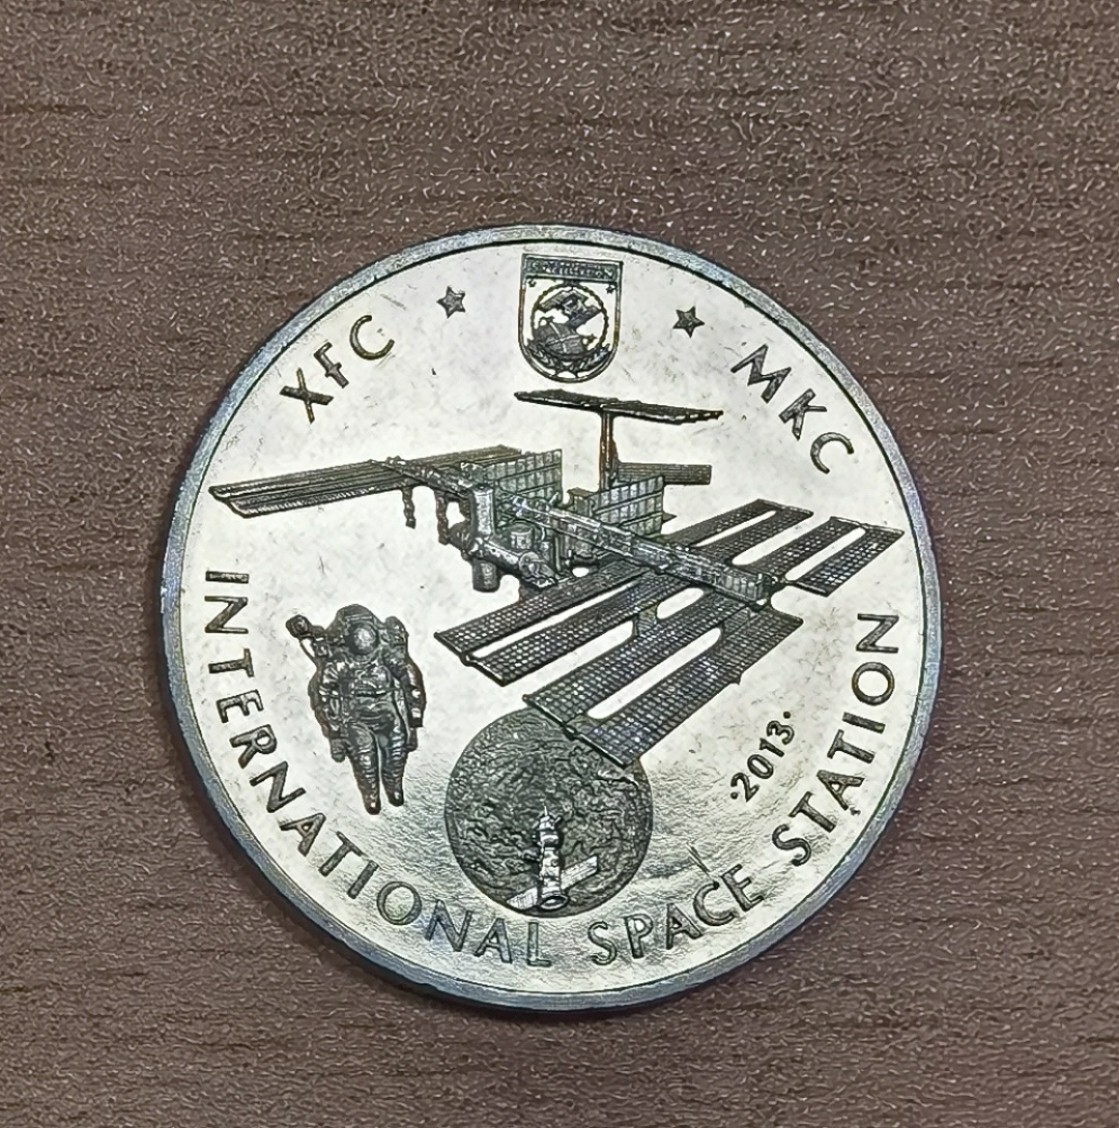 ХҒС
МКС
INTERNATIONAL SPACE STATION
·2013·